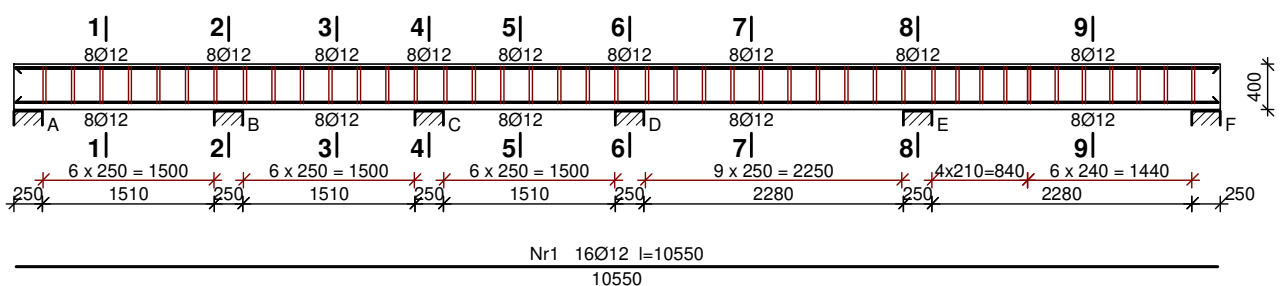 1 2 3 4 5 6 7 8 9
8Ø12 8Ø12 8Ø12 8Ø12 8Ø12 8Ø12 8Ø12 8Ø12 8Ø12
400
A B C D E F
8Ø12 8Ø12 8Ø12 8Ø12 8Ø12
1 2 3 4 5 6 7 8 9
6 x 250 = 1500 6 x 250 = 1500 6 x 250 = 1500 9 x 250 = 2250 4x210=840 6 x 240 = 1440
250 1510 250 1510 250 1510 250 2280 250 2280 250
Nr1 16Ø12 l=10550
10550